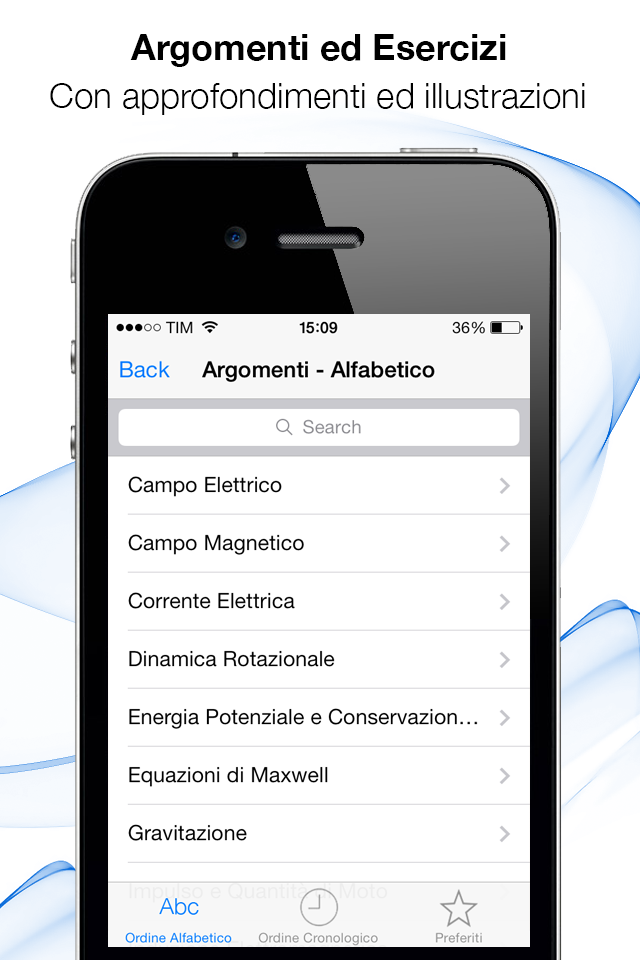 Argomenti ed Esercizi
Con approfondimenti ed illustrazioni
TIM 15:09 36%
Back Argomenti - Alfabetico
Search
Campo Elettrico
Campo Magnetico
Corrente Elettrica
Dinamica Rotazionale
Energia Potenziale e Conservazion...
Equazioni di Maxwell
Gravitazione
Impulso e Quantità di Moto
Abc
Ordine Alfabetico Ordine Cronologico Preferiti